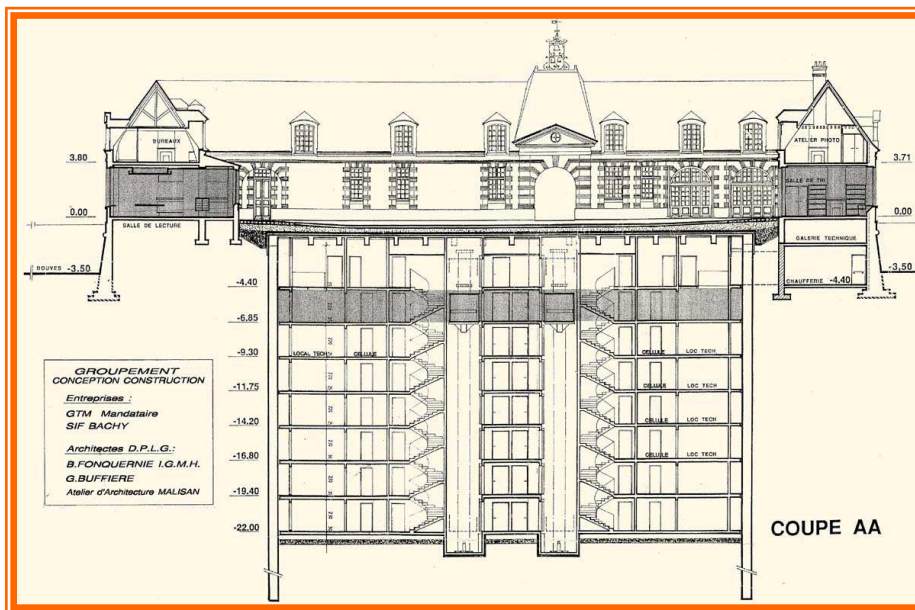 BUREAUX
ATELIER PHOTO
3.80
3.71
SALLE DE TRI
0,00
0,00
SALLE DE LECTURE
GALERIE TECHNIQUE
DOUVES -3,50
-3,50
CHAUFFERIE -4.40
-4.40
-6.85
-9.30
LOCAL TECH
CELLULE
CELLULE
LOC TECH
-11.75
CELLULE
LOC TECH
-14.20
CELLULE
LOC TECH
-16.80
CELLULE
LOC TECH
-19.40
-22.00
GROUPEMENT
CONCEPTION CONSTRUCTION
Entreprises :
GTM Mandataire
SIF BACHY
Architectes D.P.L.G.:
B.FONQUERNIE I.G.M.H.
G.BUFFIERE
Atelier d'Architecture MALISAN
COUPE AA